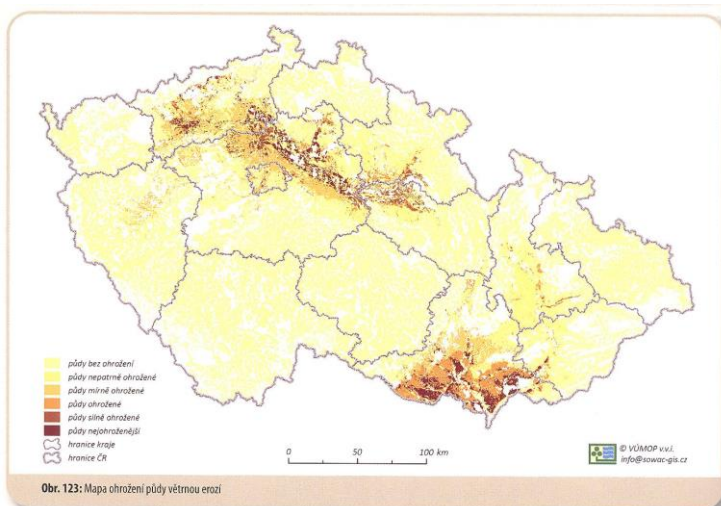 půdy bez ohrožení
půdy nepatrně ohrožené
půdy mírně ohrožené
půdy ohrožené
půdy silně ohrožené
půdy nejohroženější
hranice kraje
hranice ČR
0 50 100 km
© VÚMOP v.v.i.
info@sowac-gis.cz
Obr. 123: Mapa ohrožení půdy větrnou erozí